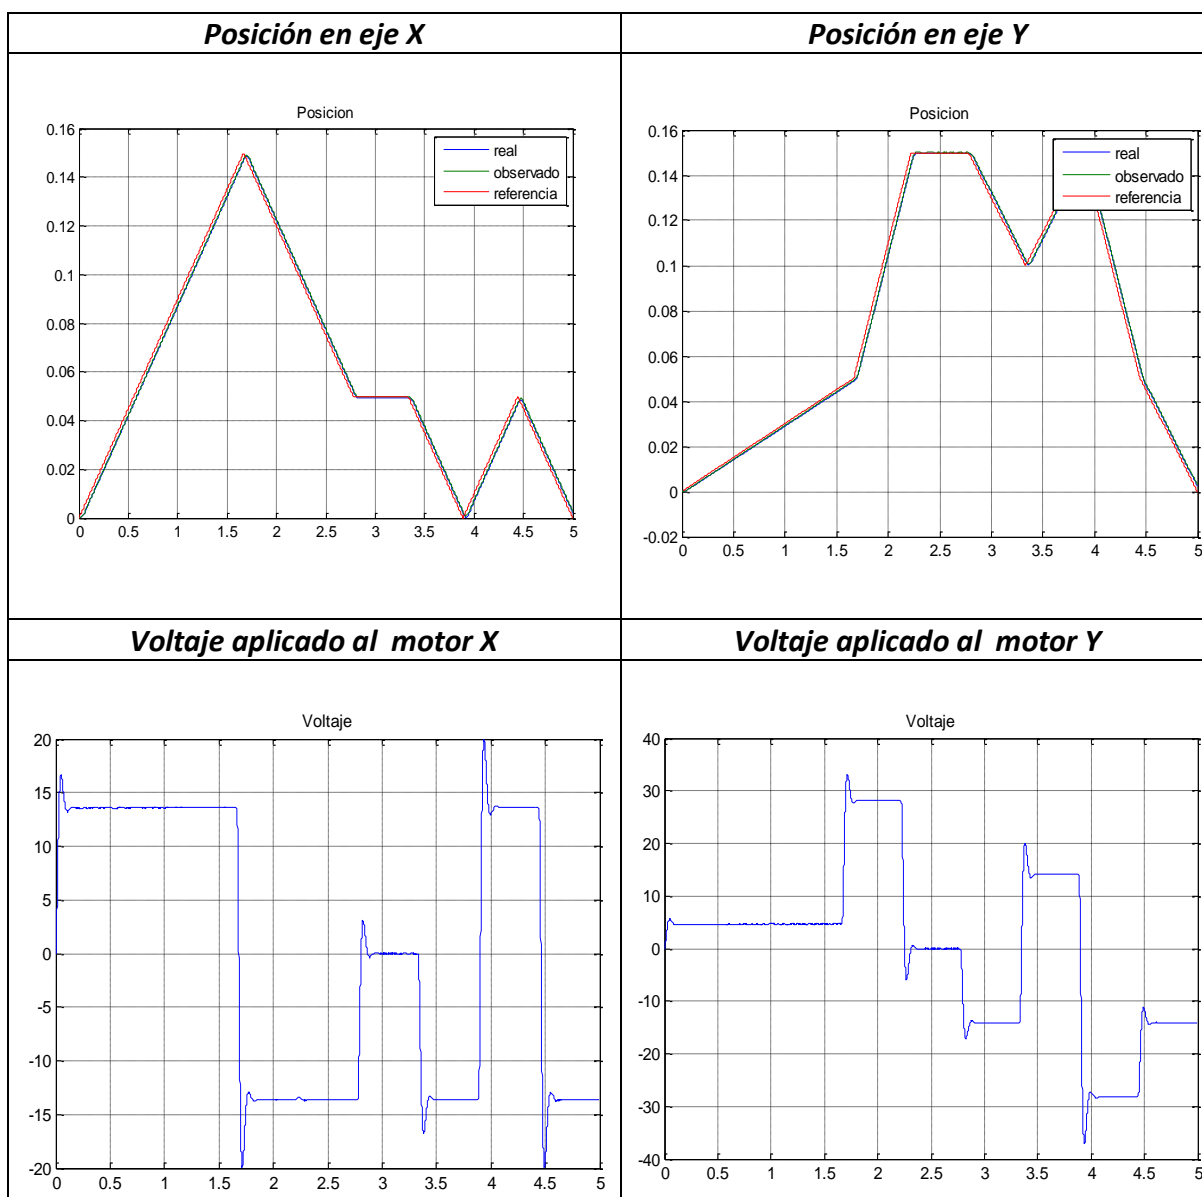 Posición en eje X
Posición en eje Y
Posicion
0.16
0.14
0.12
0.1
0.08
0.06
0.04
0.02
0
0 0.5 1 1.5 2 2.5 3 3.5 4 4.5 5
real
observado
referencia
Posicion
0.16
0.14
0.12
0.1
0.08
0.06
0.04
0.02
0
-0.02
0 0.5 1 1.5 2 2.5 3 3.5 4 4.5 5
real
observado
referencia
Voltaje aplicado al motor X
Voltaje aplicado al motor Y
Voltaje
20
15
10
5
0
-5
-10
-15
-20
0 0.5 1 1.5 2 2.5 3 3.5 4 4.5 5
Voltaje
40
30
20
10
0
-10
-20
-30
-40
0 0.5 1 1.5 2 2.5 3 3.5 4 4.5 5